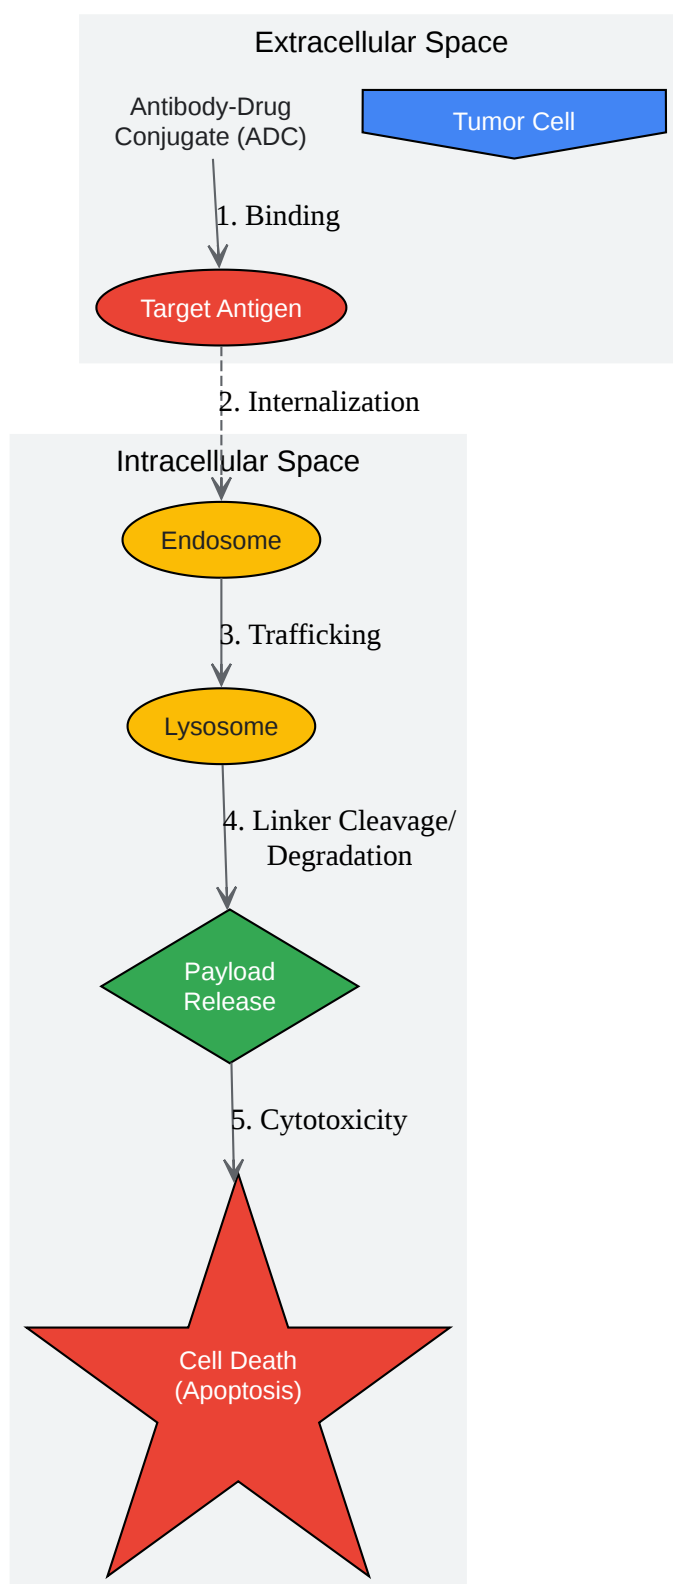 Extracellular Space
Antibody-Drug
Conjugate (ADC)
Tumor Cell
1. Binding
Target Antigen
2. Internalization
Intracellular Space
Endosome
3. Trafficking
Lysosome
4. Linker Cleavage/
Degradation
Payload
Release
5. Cytotoxicity
Cell Death
(Apoptosis)